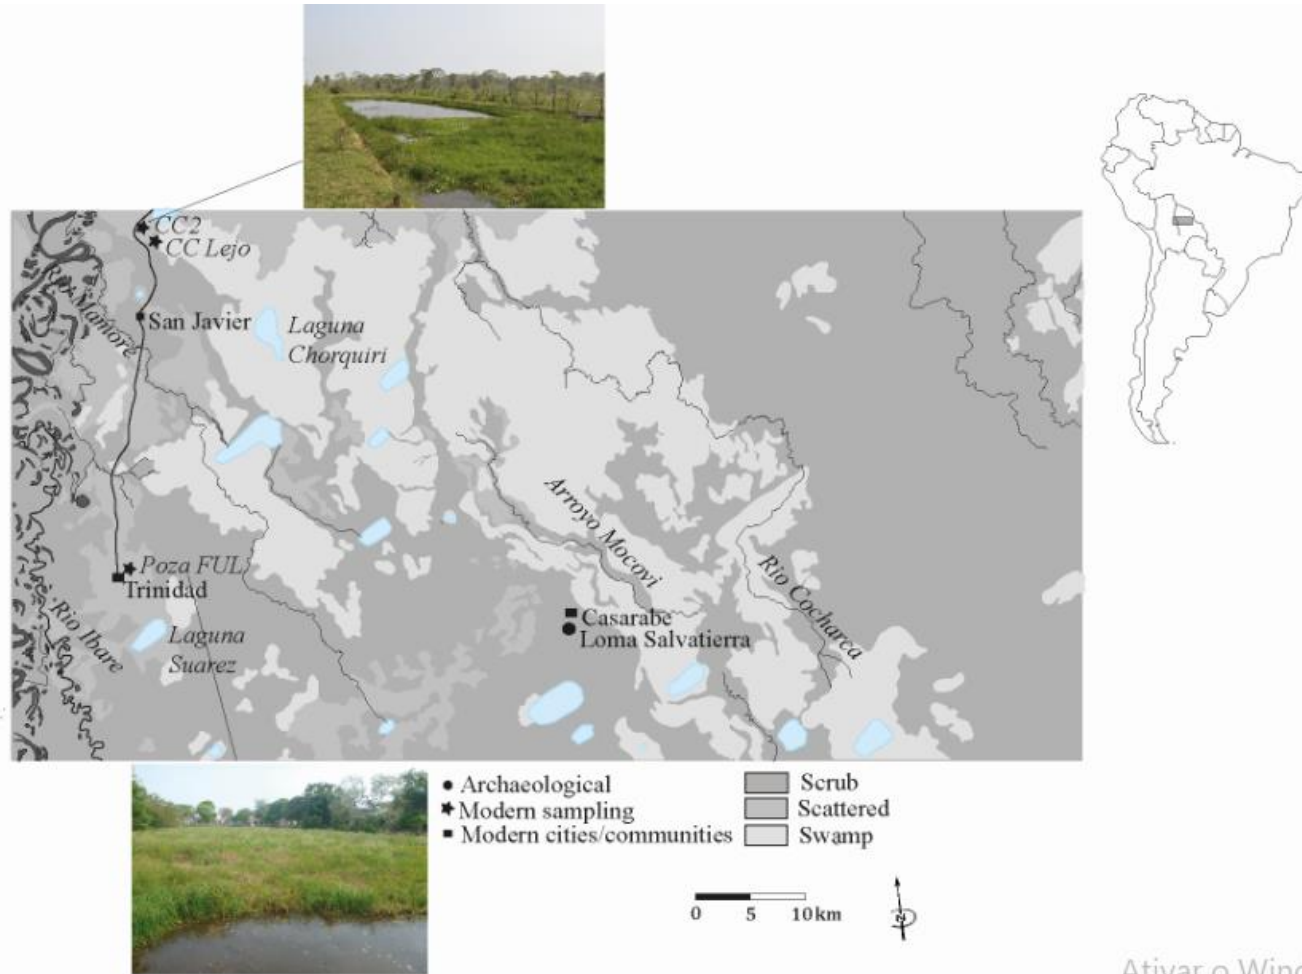 CC2
CC Lejo
Rio Mamore
San Javier
Laguna
Chorquiri
Arroyo Mocovi
Rio Cocharca
Poza FUL
Trinidad
Casarabe
Loma Salvatierra
Rio Ibare
Laguna
Suarez
Archaeological
Modern sampling
Modern cities/communities
Scrub
Scattered
Swamp
0 5 10 km
N
Ativar o Wind